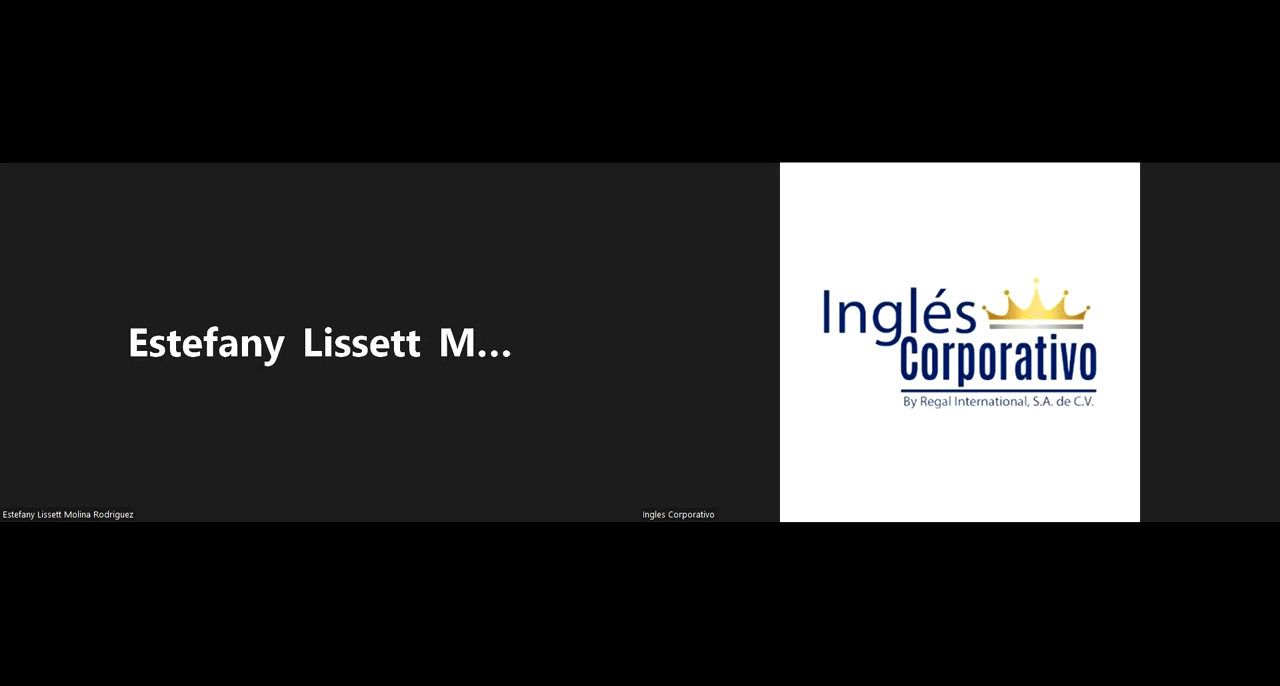 Estefany Lissett M...
Inglés
Corporativo
By Regal International, S.A. de C.V.
Estefany Lissett Molina Rodriguez
Ingles Corporativo